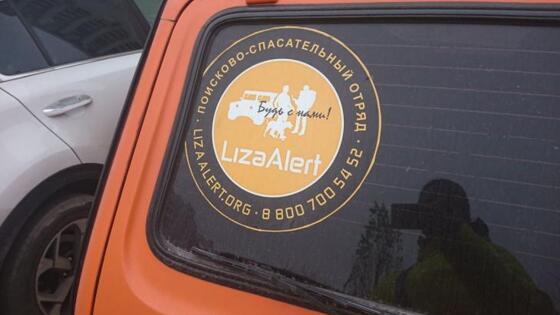 ПОИСКОВО-СПАСАТЕЛЬНЫЙ ОТРЯД
Будь с нами!
LizaAlert
LIZAALERT.ORG · 8 800 700 54 52